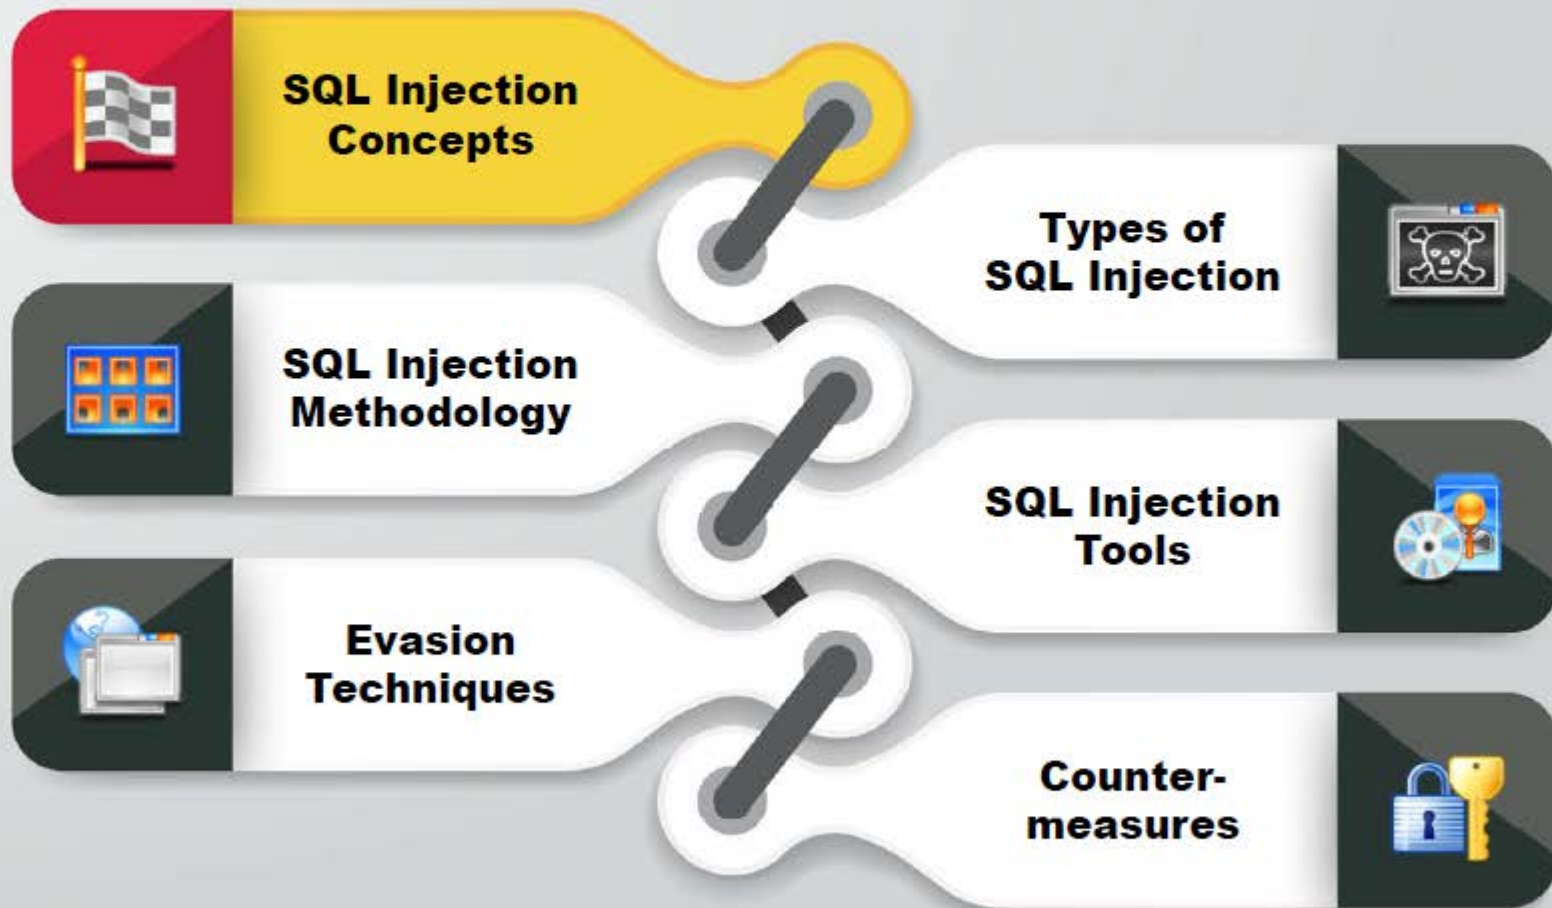 SQL Injection
Concepts
Types of
SQL Injection
SQL Injection
Methodology
SQL Injection
Tools
Evasion
Techniques
Counter-
measures